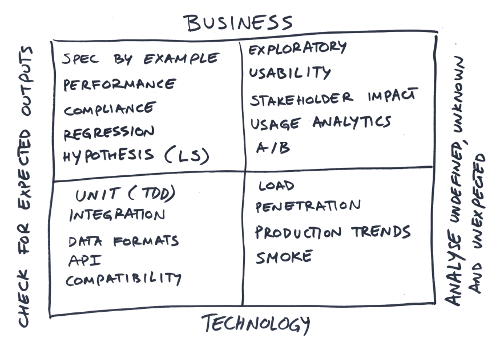 BUSINESS
CHECK FOR EXPECTED OUTPUTS
SPEC BY EXAMPLE
PERFORMANCE
COMPLIANCE
REGRESSION
HYPOTHESIS (LS)
EXPLORATORY
USABILITY
STAKEHOLDER IMPACT
USAGE ANALYTICS
A/B
UNIT (TDD)
INTEGRATION
DATA FORMATS
API
COMPATIBILITY
LOAD
PENETRATION
PRODUCTION TRENDS
SMOKE
ANALYSE UNDEFINED, UNKNOWN
AND UNEXPECTED
TECHNOLOGY